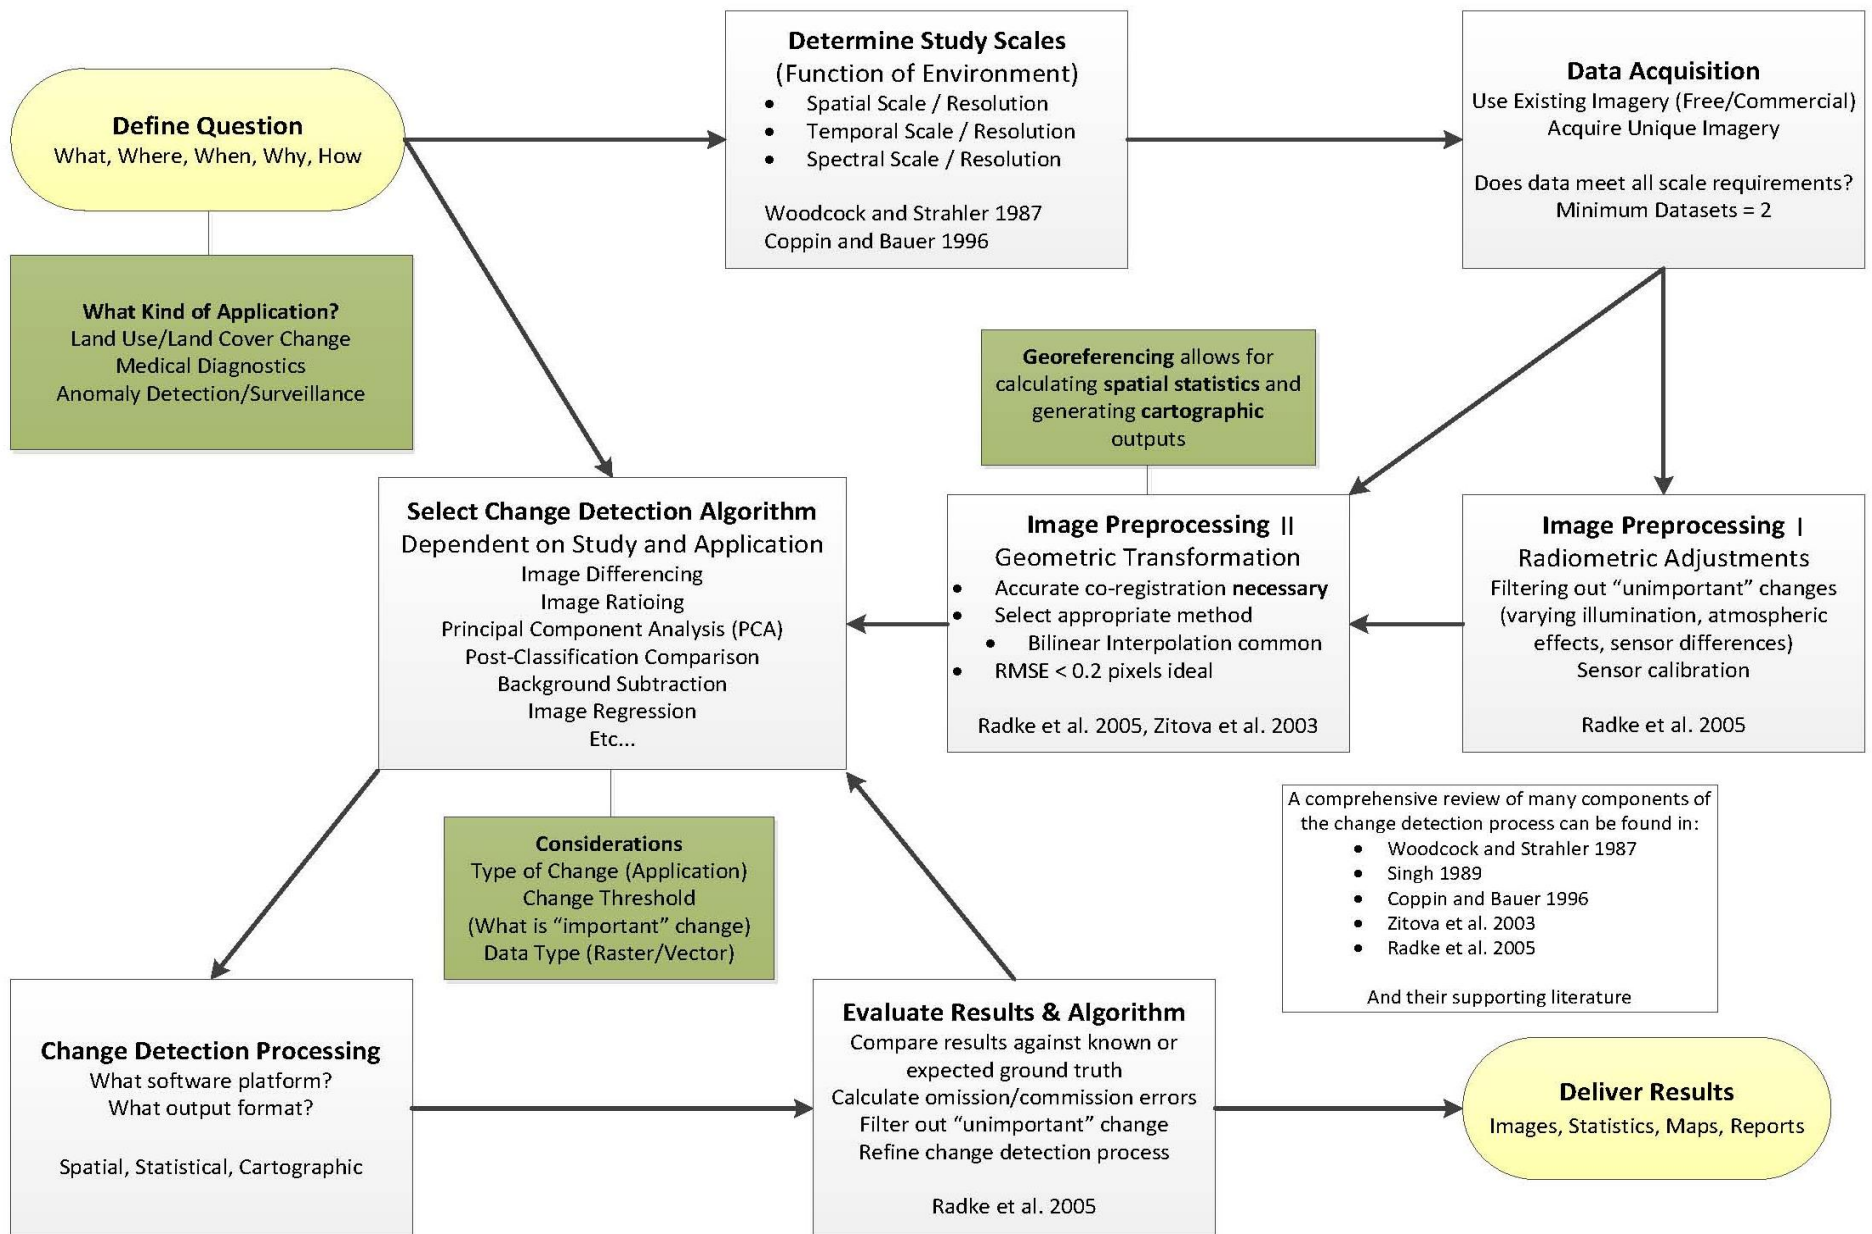 Define Question
What, Where, When, Why, How
What Kind of Application?
Land Use/Land Cover Change
Medical Diagnostics
Anomaly Detection/Surveillance
Determine Study Scales
(Function of Environment)
• Spatial Scale / Resolution
• Temporal Scale / Resolution
• Spectral Scale / Resolution
Woodcock and Strahler 1987
Coppin and Bauer 1996
Data Acquisition
Use Existing Imagery (Free/Commercial)
Acquire Unique Imagery
Does data meet all scale requirements?
Minimum Datasets = 2
Georeferencing allows for
calculating spatial statistics and
generating cartographic
outputs
Image Preprocessing I
Radiometric Adjustments
Filtering out “unimportant” changes
(varying illumination, atmospheric
effects, sensor differences)
Sensor calibration
Radke et al. 2005
Image Preprocessing II
Geometric Transformation
• Accurate co-registration necessary
• Select appropriate method
• Bilinear Interpolation common
• RMSE < 0.2 pixels ideal
Radke et al. 2005, Zitova et al. 2003
Select Change Detection Algorithm
Dependent on Study and Application
Image Differencing
Image Ratioing
Principal Component Analysis (PCA)
Post-Classification Comparison
Background Subtraction
Image Regression
Etc...
Considerations
Type of Change (Application)
Change Threshold
(What is “important” change)
Data Type (Raster/Vector)
A comprehensive review of many components of
the change detection process can be found in:
• Woodcock and Strahler 1987
• Singh 1989
• Coppin and Bauer 1996
• Zitova et al. 2003
• Radke et al. 2005
And their supporting literature
Change Detection Processing
What software platform?
What output format?
Spatial, Statistical, Cartographic
Evaluate Results & Algorithm
Compare results against known or
expected ground truth
Calculate omission/commission errors
Filter out “unimportant” change
Refine change detection process
Radke et al. 2005
Deliver Results
Images, Statistics, Maps, Reports